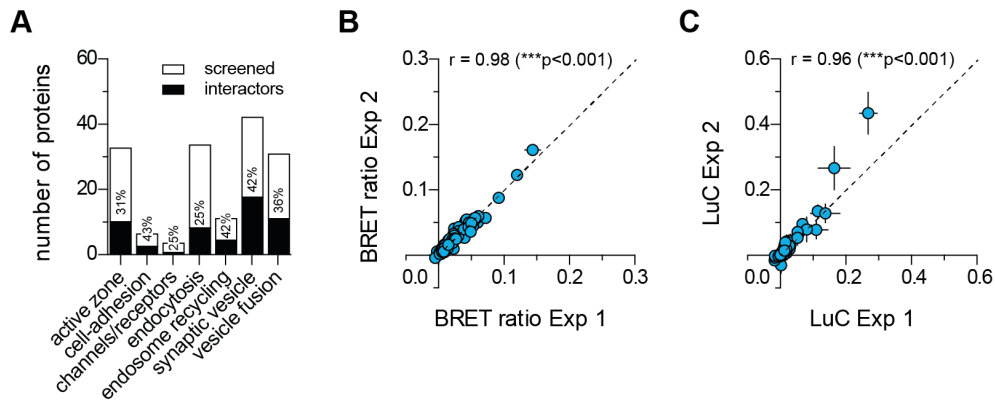 A
number of proteins
60
40
20
0
screened
interactors
31%
43%
25%
25%
42%
42%
36%
active zone
cell-adhesion
channels/receptors
endocytosis
endosome recycling
synaptic vesicle
vesicle fusion
B
r = 0.98 (***p<0.001)
BRET ratio Exp 2
0.3
0.2
0.1
0.0
0.1
0.2
0.3
BRET ratio Exp 1
C
r = 0.96 (***p<0.001)
LuC Exp 2
0.6
0.4
0.2
0.0
0.2
0.4
0.6
LuC Exp 1